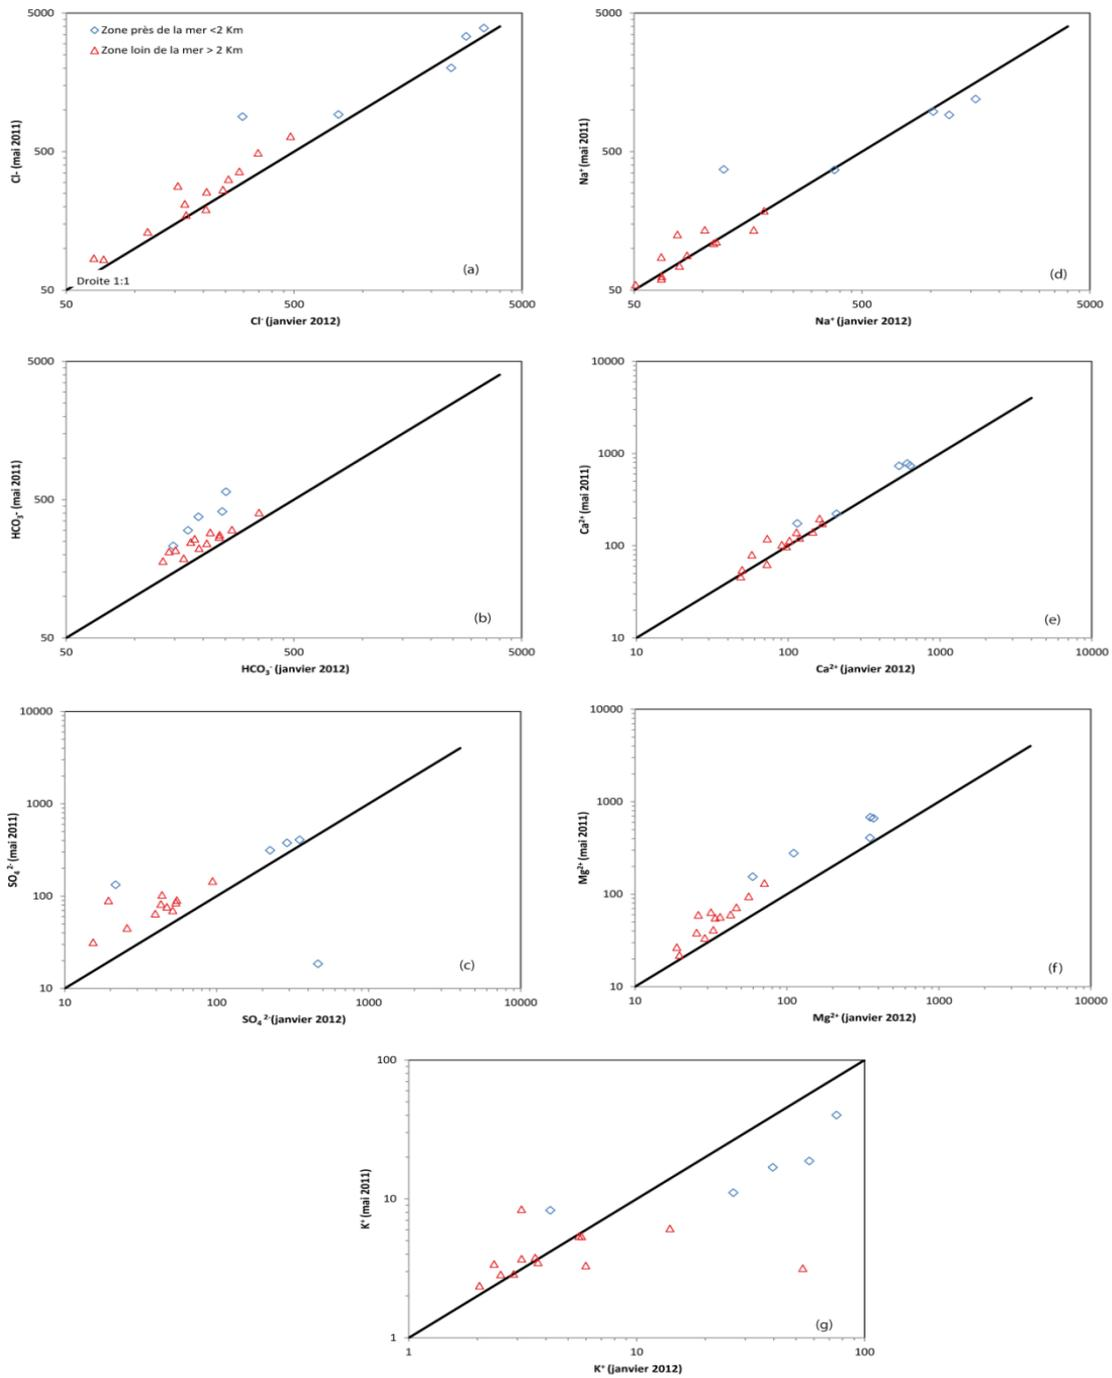 5000
500
50
50
500
5000
Cl- (mai 2011)
Cl- (janvier 2012)
Zone près de la mer <2 Km
Zone loin de la mer > 2 Km
Droite 1:1
(a)
5000
500
50
50
500
5000
Na+ (mai 2011)
Na+ (janvier 2012)
(d)
5000
500
50
50
500
5000
HCO3- (mai 2011)
HCO3- (janvier 2012)
(b)
10000
1000
100
10
10
100
1000
10000
Ca2+ (mai 2011)
Ca2+ (janvier 2012)
(e)
10000
1000
100
10
10
100
1000
10000
SO4 2- (mai 2011)
SO4 2-(janvier 2012)
(c)
10000
1000
100
10
10
100
1000
10000
Mg2+ (mai 2011)
Mg2+ (janvier 2012)
(f)
100
10
1
1
10
100
K+ (mai 2011)
K+ (janvier 2012)
(g)